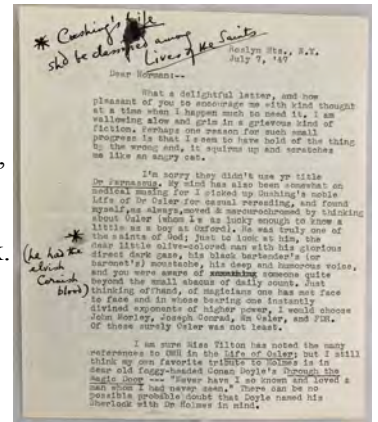 * Cushing's Life
shd be classified among
Lives of the Saints
Roslyn Hts., N.Y.
July 7, '47
Dear Norman:--
What a delightful letter, and how
pleasant of you to encourage me with kind thought
at a time when I happen much to need it. I am
wallowing alow and grim in a grievous kind of
fiction. Perhaps one reason for such small
progress is that I seem to have hold of the thing
by the wrong end, it squirms up and scratches
me like an angry cat.
I'm sorry they didn't use yr title
Dr Parnassus. My mind has also been somewhat on
medical musing for I picked up Cushing's noble
Life of Dr Osler for casual rereading, and found
myself, as always, moved & mercurochromed by thinking
about Osler (whom I was lucky enough to know a
little as a boy at Oxford). He was truly one of
* the saints of God; just to look at him, the
dear little olive-colored man with his glorious
direct dark gaze, his black bartender's (or
baronet's) moustache, his deep and humorous voice,
and you were aware of something someone quite
beyond the small abacus of daily count. Just
(he had the
elvish
Cornish
blood)
thinking offhand, of magicians one has met face
to face and in whose bearing one instantly
divined exponents of higher power, I would choose
John Morley, Joseph Conrad, Wm Osler, and FDR.
Of these surely Osler was not least.
I am sure Miss Tilton has noted the many
references to OWH in the Life of Osler; but I still
think my own favorite tribute to Holmes is in
dear old foggy-headed Conan Doyle's Through the
Magic Door --- "Never have I so known and loved a
man whom I had never seen." There can be no
possible probable doubt that Doyle named his
Sherlock with Dr Holmes in mind.